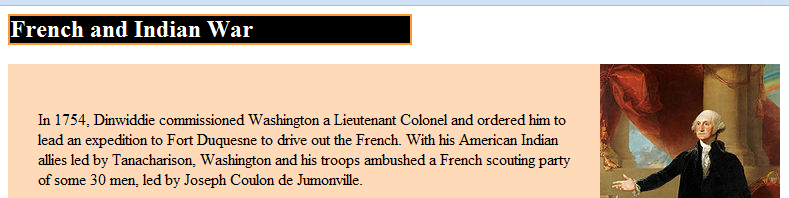 French and Indian War
In 1754, Dinwiddie commissioned Washington a Lieutenant Colonel and ordered him to
lead an expedition to Fort Duquesne to drive out the French. With his American Indian
allies led by Tanacharison, Washington and his troops ambushed a French scouting party
of some 30 men, led by Joseph Coulon de Jumonville.